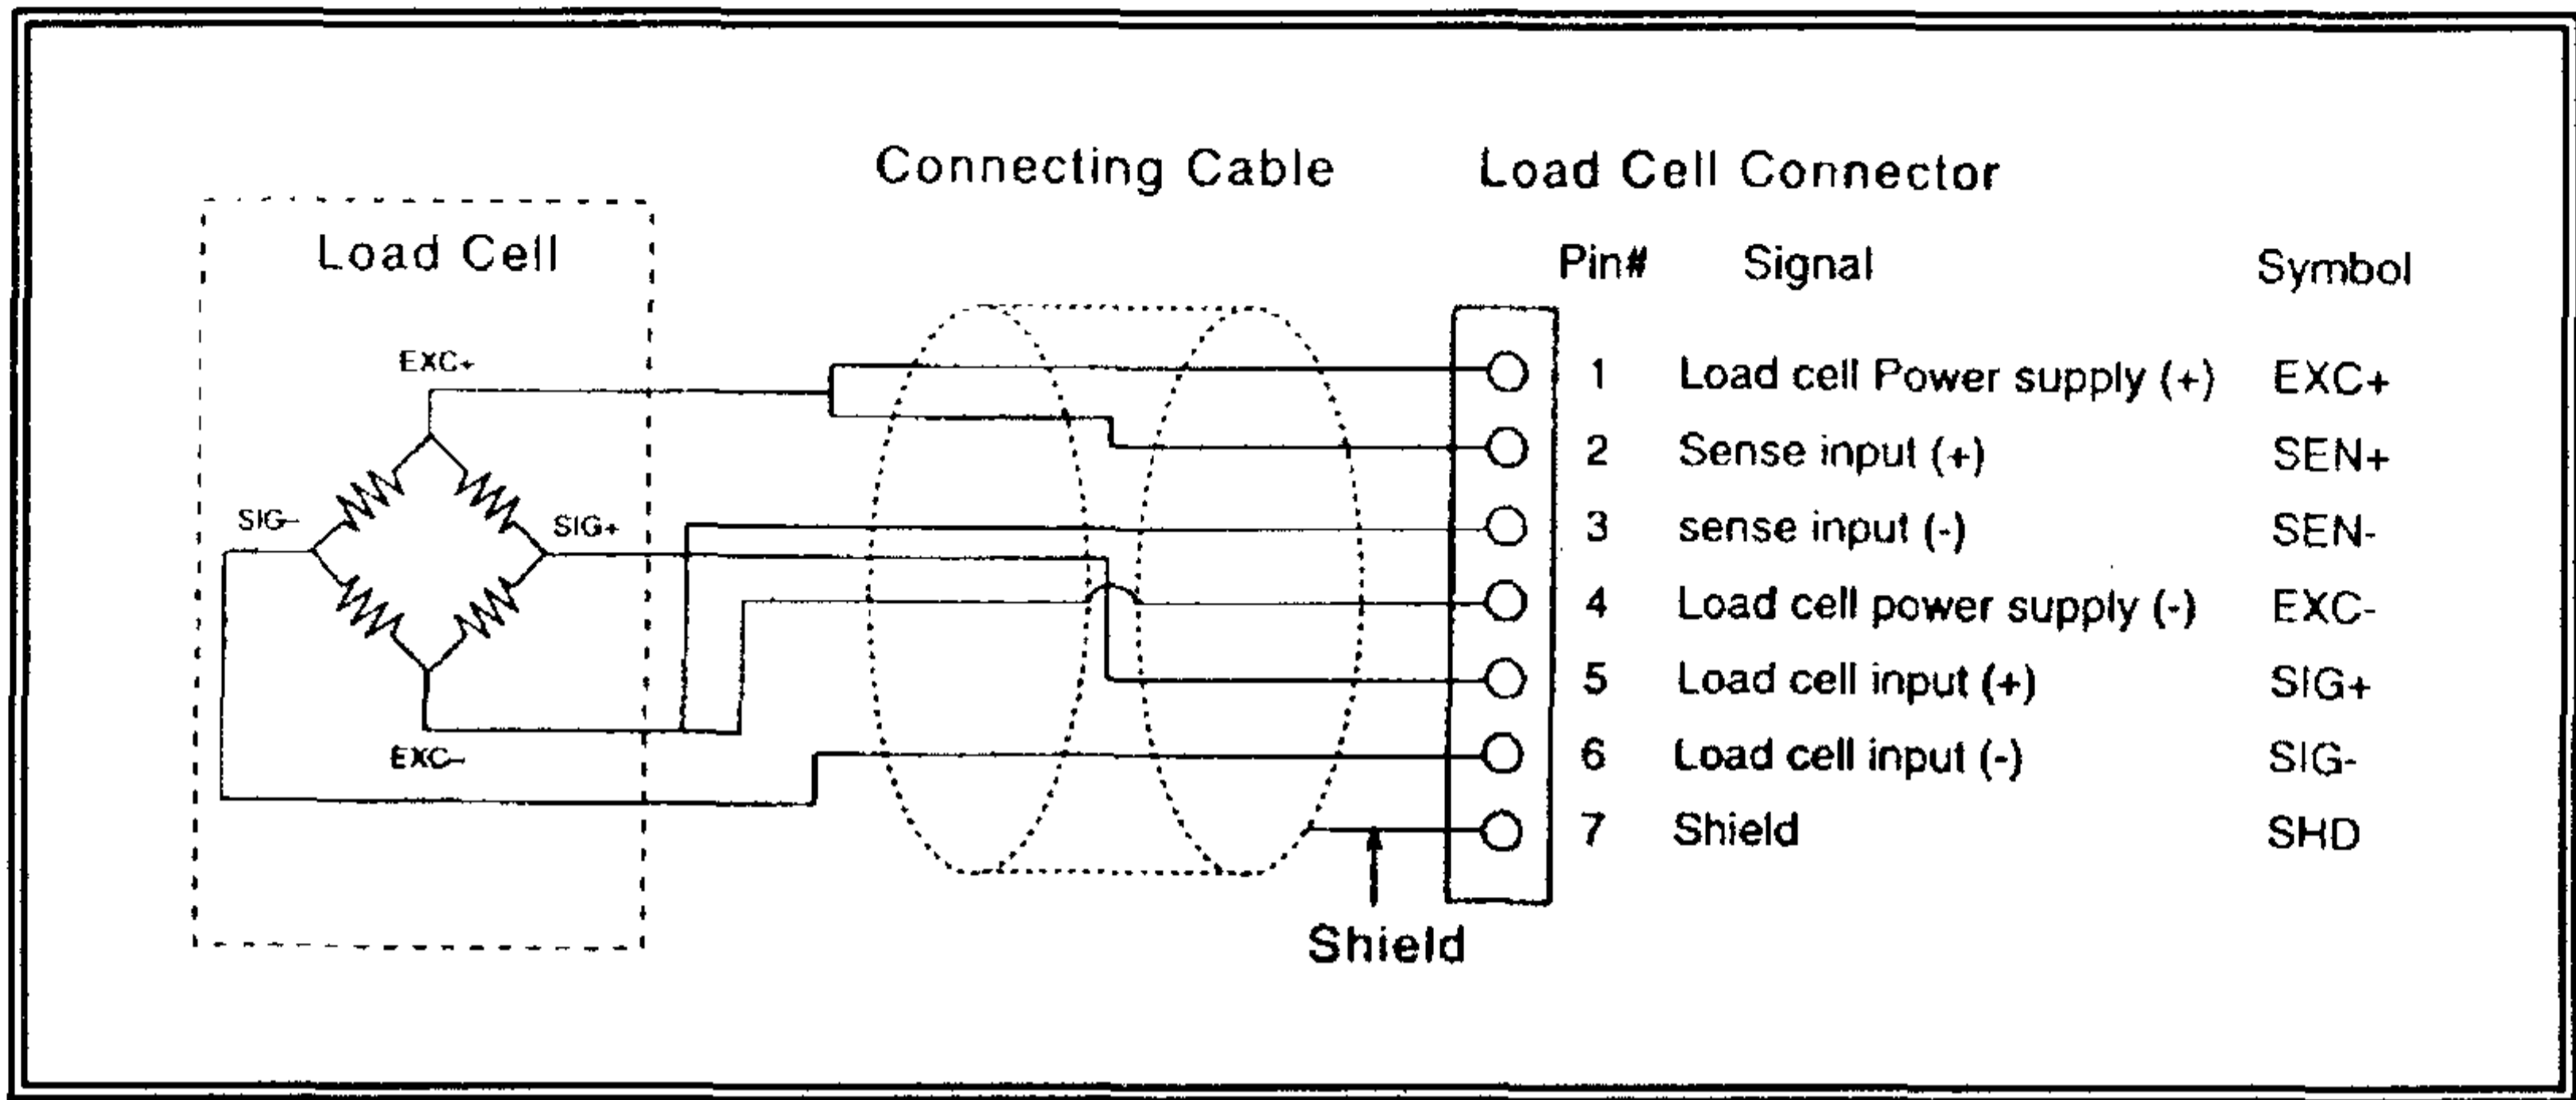 Connecting Cable Load Cell Connector
Load Cell
Pin# Signal Symbol
EXC+
1 Load cell Power supply (+) EXC+
2 Sense input (+) SEN+
SIG- SIG+
3 sense input (-) SEN-
4 Load cell power supply (-) EXC-
5 Load cell input (+) SIG+
EXC-
6 Load cell input (-) SIG-
7 Shield SHD
Shield